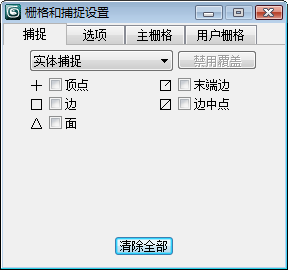 栅格和捕捉设置
捕捉 选项 主栅格 用户栅格
实体捕捉 禁用覆盖
顶点 末端边
边 边中点
面
清除全部